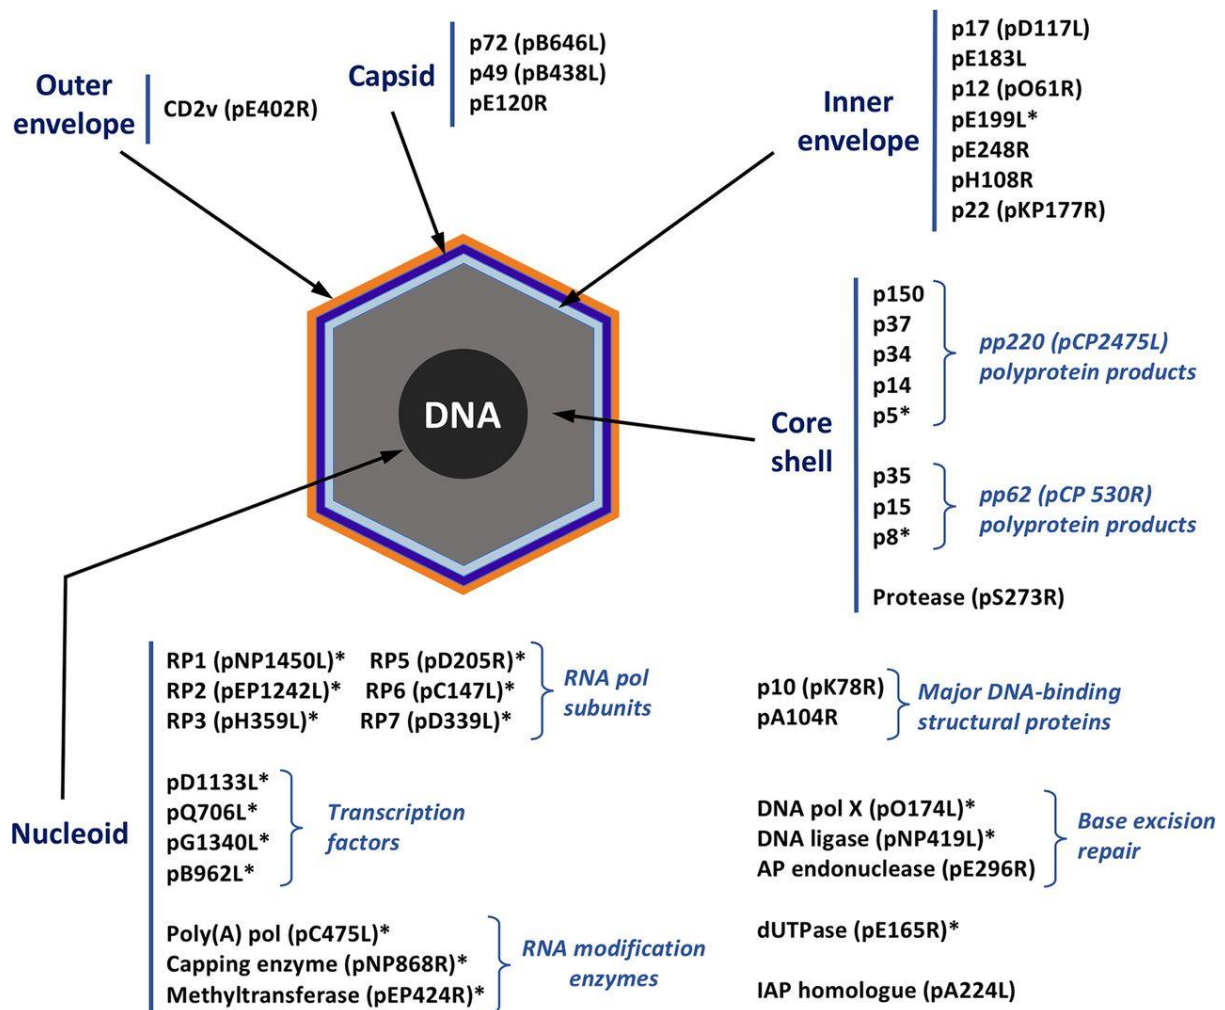 Outer
envelope
CD2v (pE402R)
Capsid
p72 (pB646L)
p49 (pB438L)
pE120R
Inner
envelope
p17 (pD117L)
pE183L
p12 (pO61R)
pE199L*
pE248R
pH108R
p22 (pKP177R)
DNA
Core
shell
p150
p37
p34
p14
p5*
pp220 (pCP2475L)
polyprotein products
p35
p15
p8*
pp62 (pCP 530R)
polyprotein products
Protease (pS273R)
Nucleoid
RP1 (pNP1450L)* RP5 (pD205R)*
RP2 (pEP1242L)* RP6 (pC147L)*
RP3 (pH359L)* RP7 (pD339L)*
RNA pol
subunits
pD1133L*
pQ706L*
pG1340L*
pB962L*
Transcription
factors
Poly(A) pol (pC475L)*
Capping enzyme (pNP868R)*
Methyltransferase (pEP424R)*
RNA modification
enzymes
p10 (pK78R)
pA104R
Major DNA-binding
structural proteins
DNA pol X (pO174L)*
DNA ligase (pNP419L)*
AP endonuclease (pE296R)
Base excision
repair
dUTPase (pE165R)*
IAP homologue (pA224L)